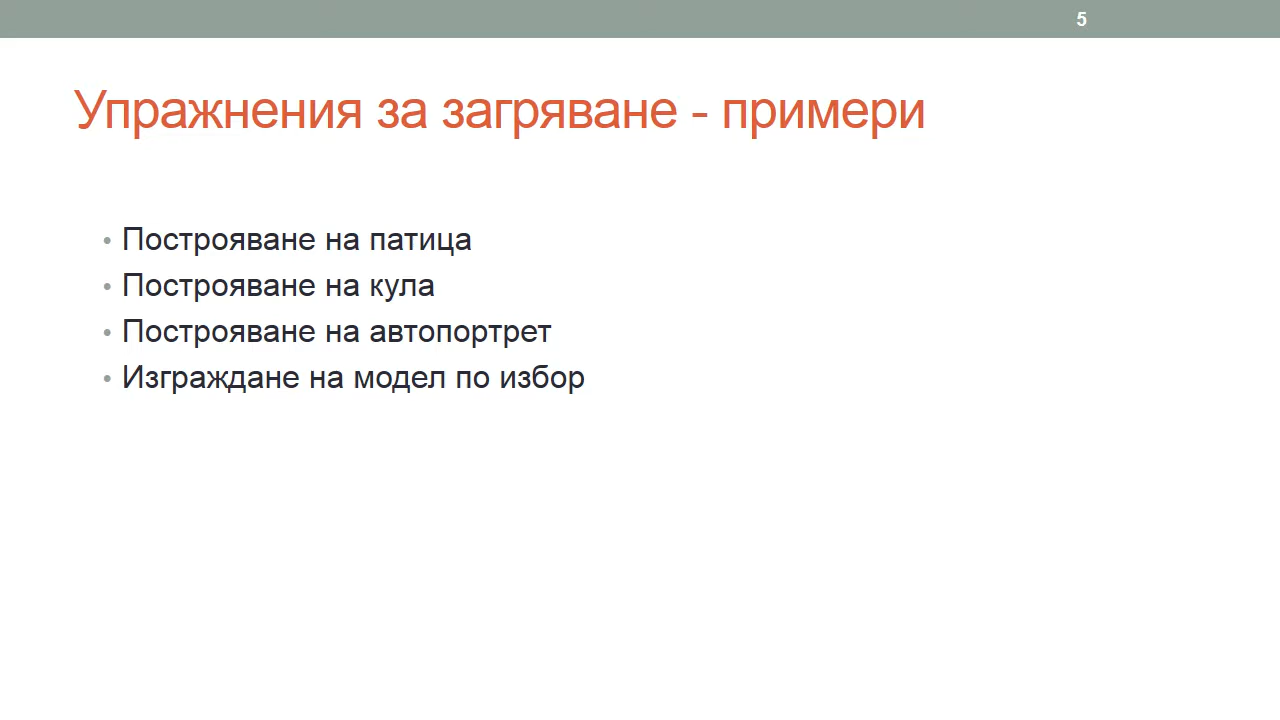 5
Упражнения за загряване - примери
• Построяване на патица
• Построяване на кула
• Построяване на автопортрет
• Изграждане на модел по избор